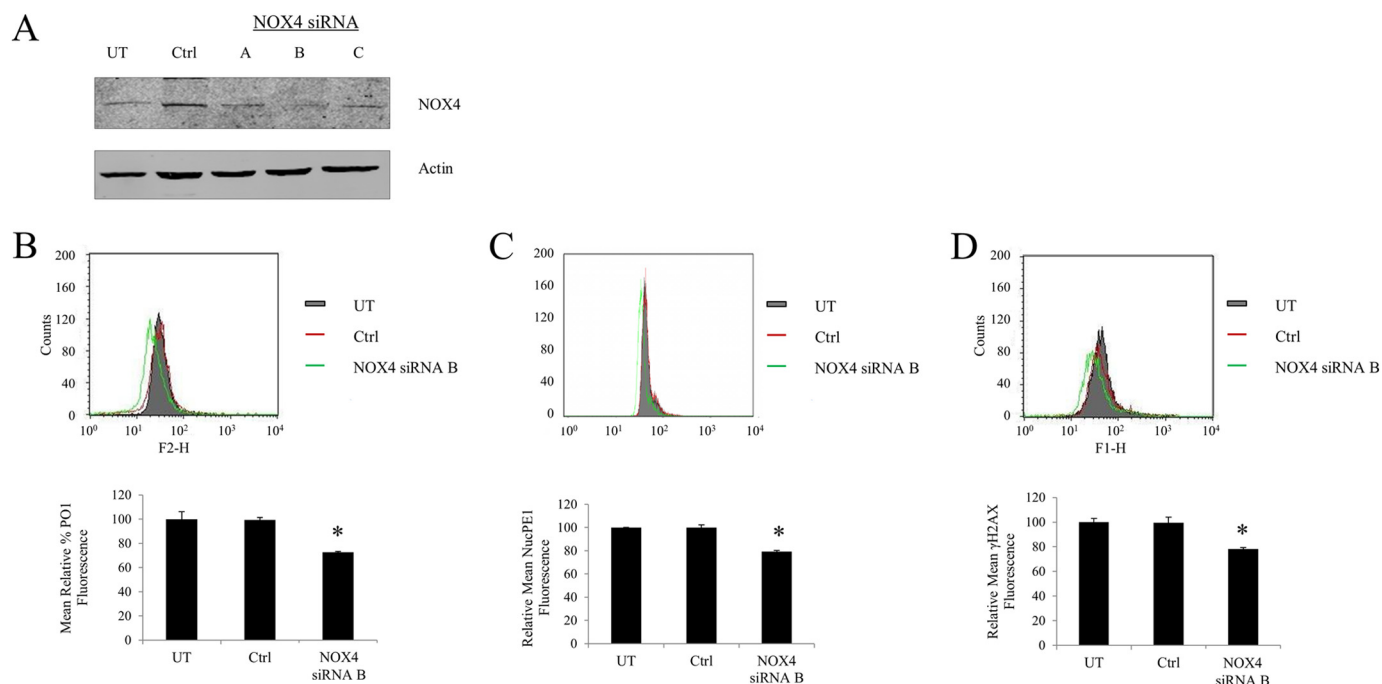 A
NOX4 siRNA
UT Ctrl A B C
NOX4
Actin
B
200
160
120
80
40
0
Counts
10⁰ 10¹ 10² 10³ 10⁴
F2-H
UT
Ctrl
NOX4 siRNA B
120
100
80
60
40
20
0
Mean Relative % PO1
Fluorescence
*
UT Ctrl NOX4
siRNA B
C
200
160
120
80
40
0
10⁰ 10¹ 10² 10³ 10⁴
UT
Ctrl
NOX4 siRNA B
120
100
80
60
40
20
0
Relative Mean NucPE1
Fluorescence
*
UT Ctrl NOX4
siRNA B
D
200
160
120
80
40
0
Counts
10⁰ 10¹ 10² 10³ 10⁴
F1-H
UT
Ctrl
NOX4 siRNA B
120
100
80
60
40
20
0
Relative Mean γH2AX
Fluorescence
*
UT Ctrl NOX4
siRNA B